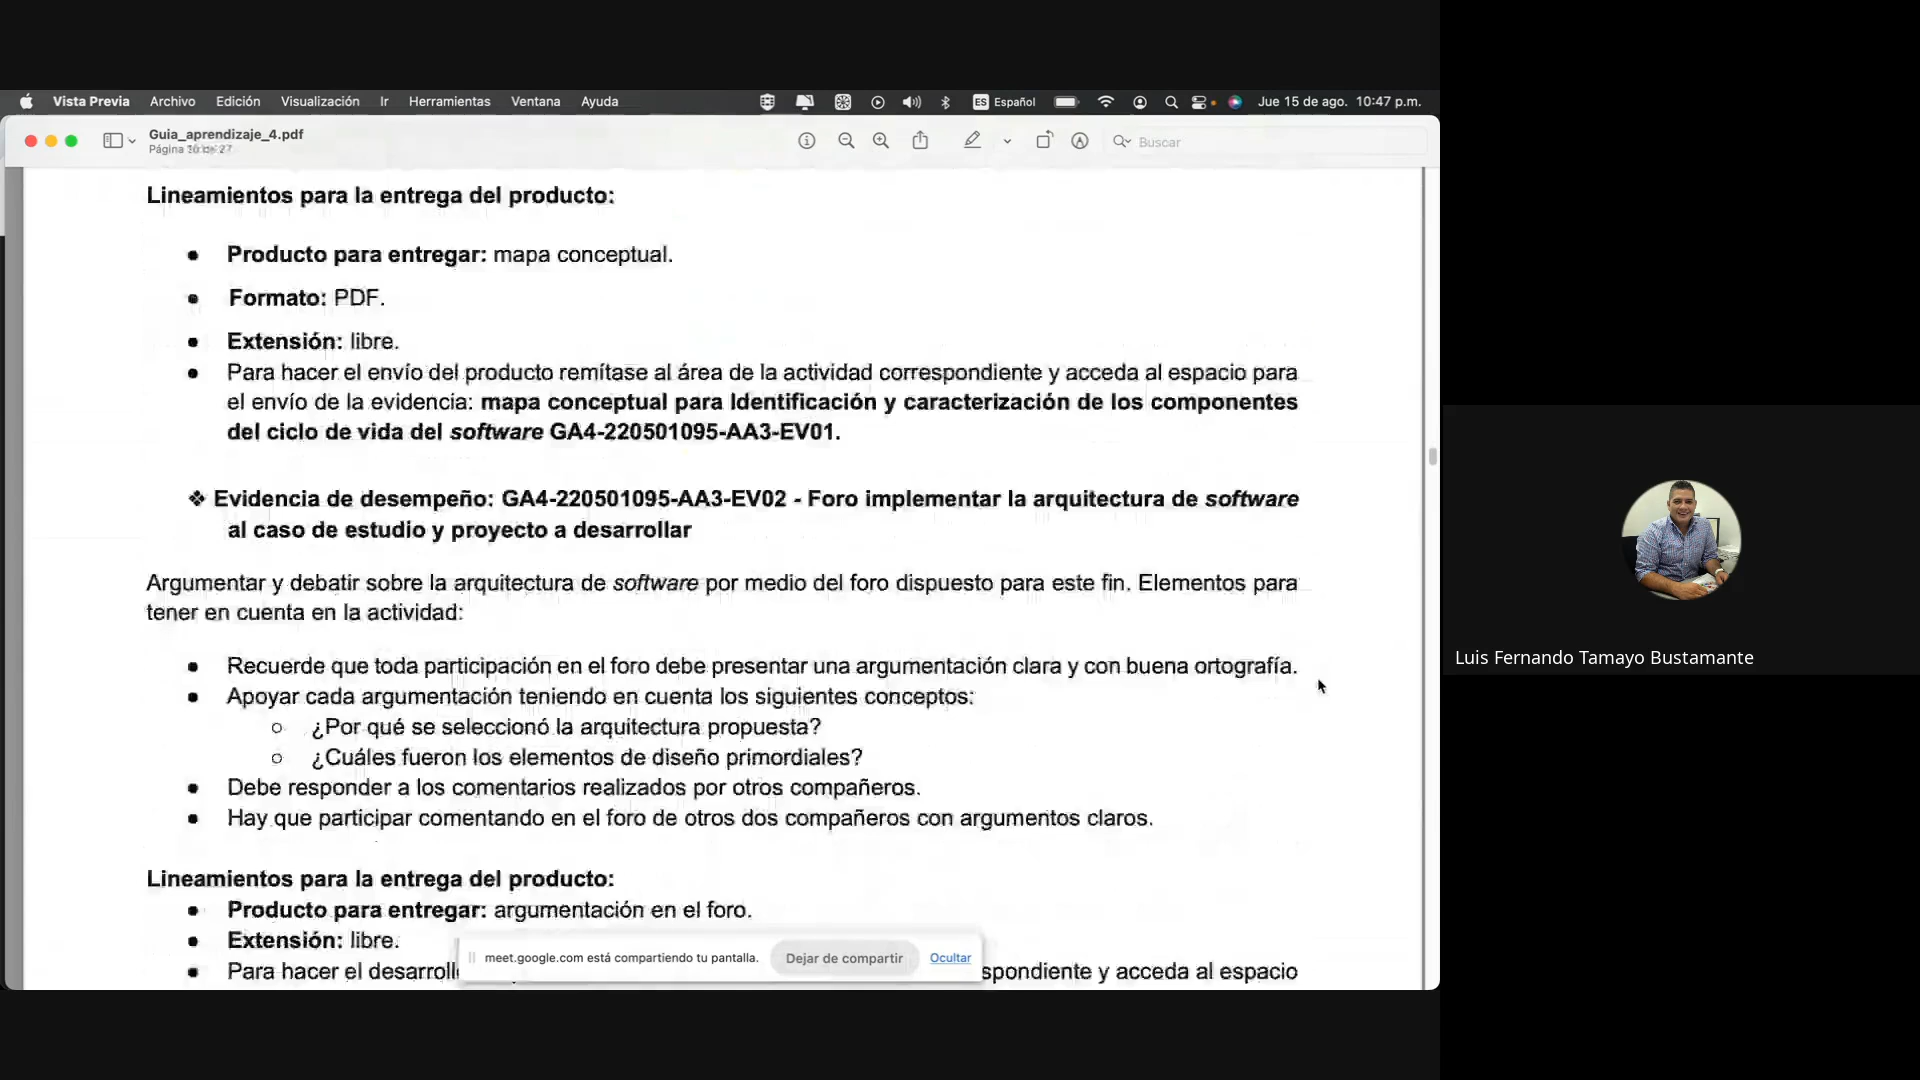 Vista Previa Archivo Edición Visualización Ir Herramientas Ventana Ayuda ES Español Jue 15 de ago. 10:47 p.m.
Guia_aprendizaje_4.pdf
Página de 27
Buscar
Lineamientos para la entrega del producto:
● Producto para entregar: mapa conceptual.
● Formato: PDF.
● Extensión: libre.
● Para hacer el envío del producto remítase al área de la actividad correspondiente y acceda al espacio para
el envío de la evidencia: mapa conceptual para Identificación y caracterización de los componentes
del ciclo de vida del software GA4-220501095-AA3-EV01.
❖ Evidencia de desempeño: GA4-220501095-AA3-EV02 - Foro implementar la arquitectura de software
al caso de estudio y proyecto a desarrollar
Argumentar y debatir sobre la arquitectura de software por medio del foro dispuesto para este fin. Elementos para
tener en cuenta en la actividad:
● Recuerde que toda participación en el foro debe presentar una argumentación clara y con buena ortografía.
● Apoyar cada argumentación teniendo en cuenta los siguientes conceptos:
○ ¿Por qué se seleccionó la arquitectura propuesta?
○ ¿Cuáles fueron los elementos de diseño primordiales?
● Debe responder a los comentarios realizados por otros compañeros.
● Hay que participar comentando en el foro de otros dos compañeros con argumentos claros.
Lineamientos para la entrega del producto:
● Producto para entregar: argumentación en el foro.
● Extensión: libre.
● Para hacer el desarroll spondiente y acceda al espacio
meet.google.com está compartiendo tu pantalla. Dejar de compartir Ocultar
Luis Fernando Tamayo Bustamante